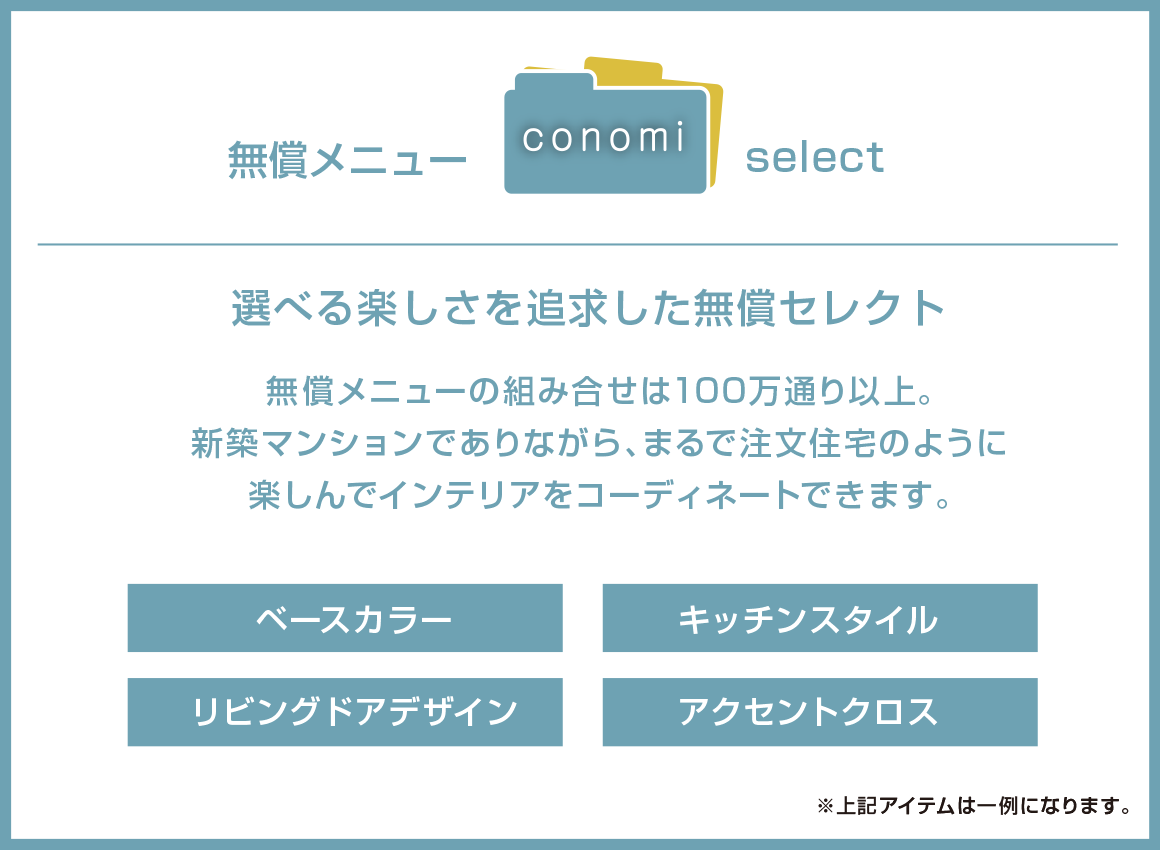 無償メニュー conomi select
選べる楽しさを追求した無償セレクト
無償メニューの組み合せは100万通り以上。
新築マンションでありながら、まるで注文住宅のように
楽しんでインテリアをコーディネートできます。
ベースカラー
キッチンスタイル
リビングドアデザイン
アクセントクロス
※上記アイテムは一例になります。